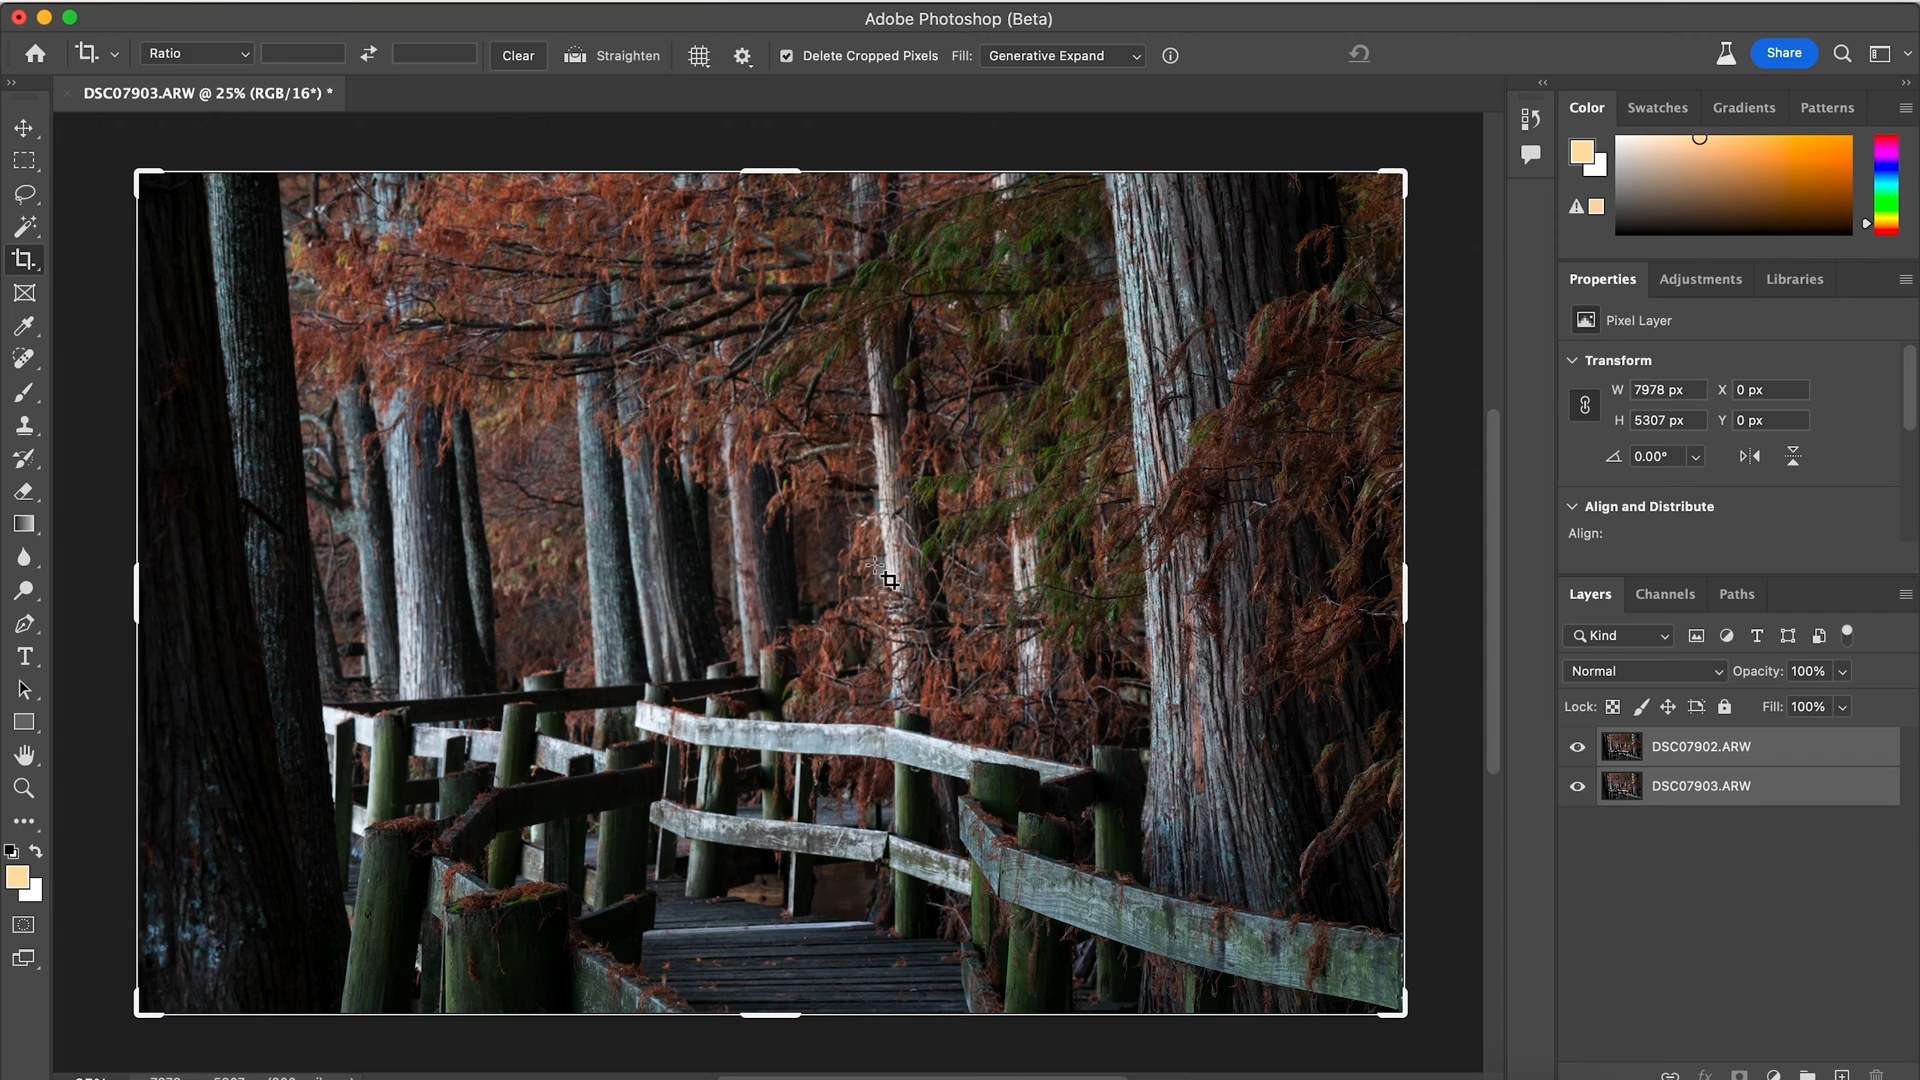 Adobe Photoshop (Beta)
Ratio
Clear
Straighten
Delete Cropped Pixels
Fill:
Generative Expand
Share
DSC07903.ARW @ 25% (RGB/16*) *
Color
Swatches
Gradients
Patterns
Properties
Adjustments
Libraries
Pixel Layer
Transform
W 7978 px
X 0 px
H 5307 px
Y 0 px
0.00°
Align and Distribute
Align:
Layers
Channels
Paths
Kind
Normal
Opacity: 100%
Lock:
Fill: 100%
DSC07902.ARW
DSC07903.ARW